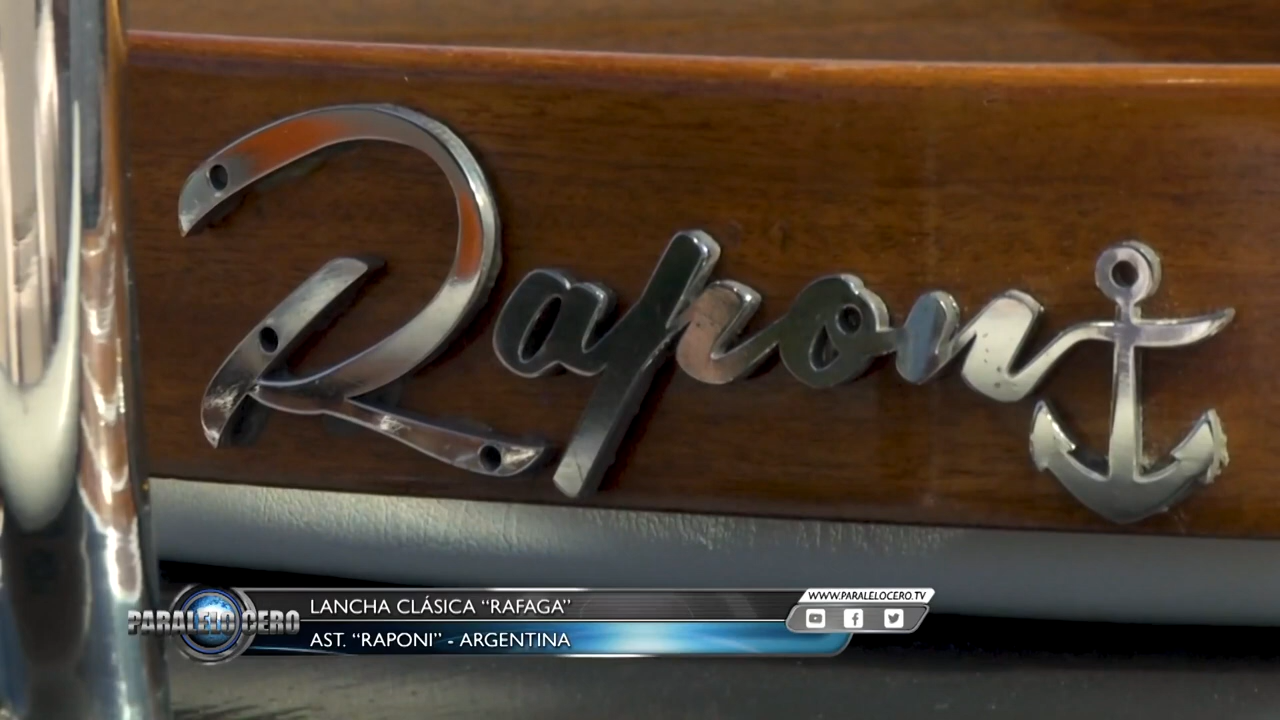 Raponi
PARALELO CERO
LANCHA CLÁSICA “RAFAGA”
AST. “RAPONI” - ARGENTINA
WWW.PARALELOCERO.TV